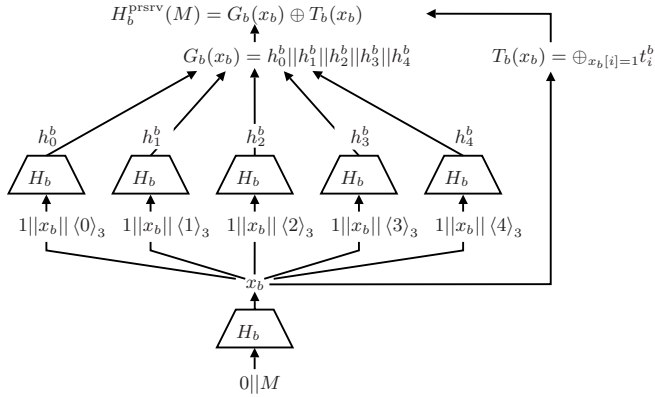 H_b^{prsrv}(M) = G_b(x_b) ⊕ T_b(x_b)
G_b(x_b) = h_0^b||h_1^b||h_2^b||h_3^b||h_4^b T_b(x_b) = ⊕_{x_b[i]=1} t_i^b
h_0^b h_1^b h_2^b h_3^b h_4^b
H_b H_b H_b H_b H_b
1||x_b||⟨0⟩_3 1||x_b||⟨1⟩_3 1||x_b||⟨2⟩_3 1||x_b||⟨3⟩_3 1||x_b||⟨4⟩_3
x_b
H_b
0||M